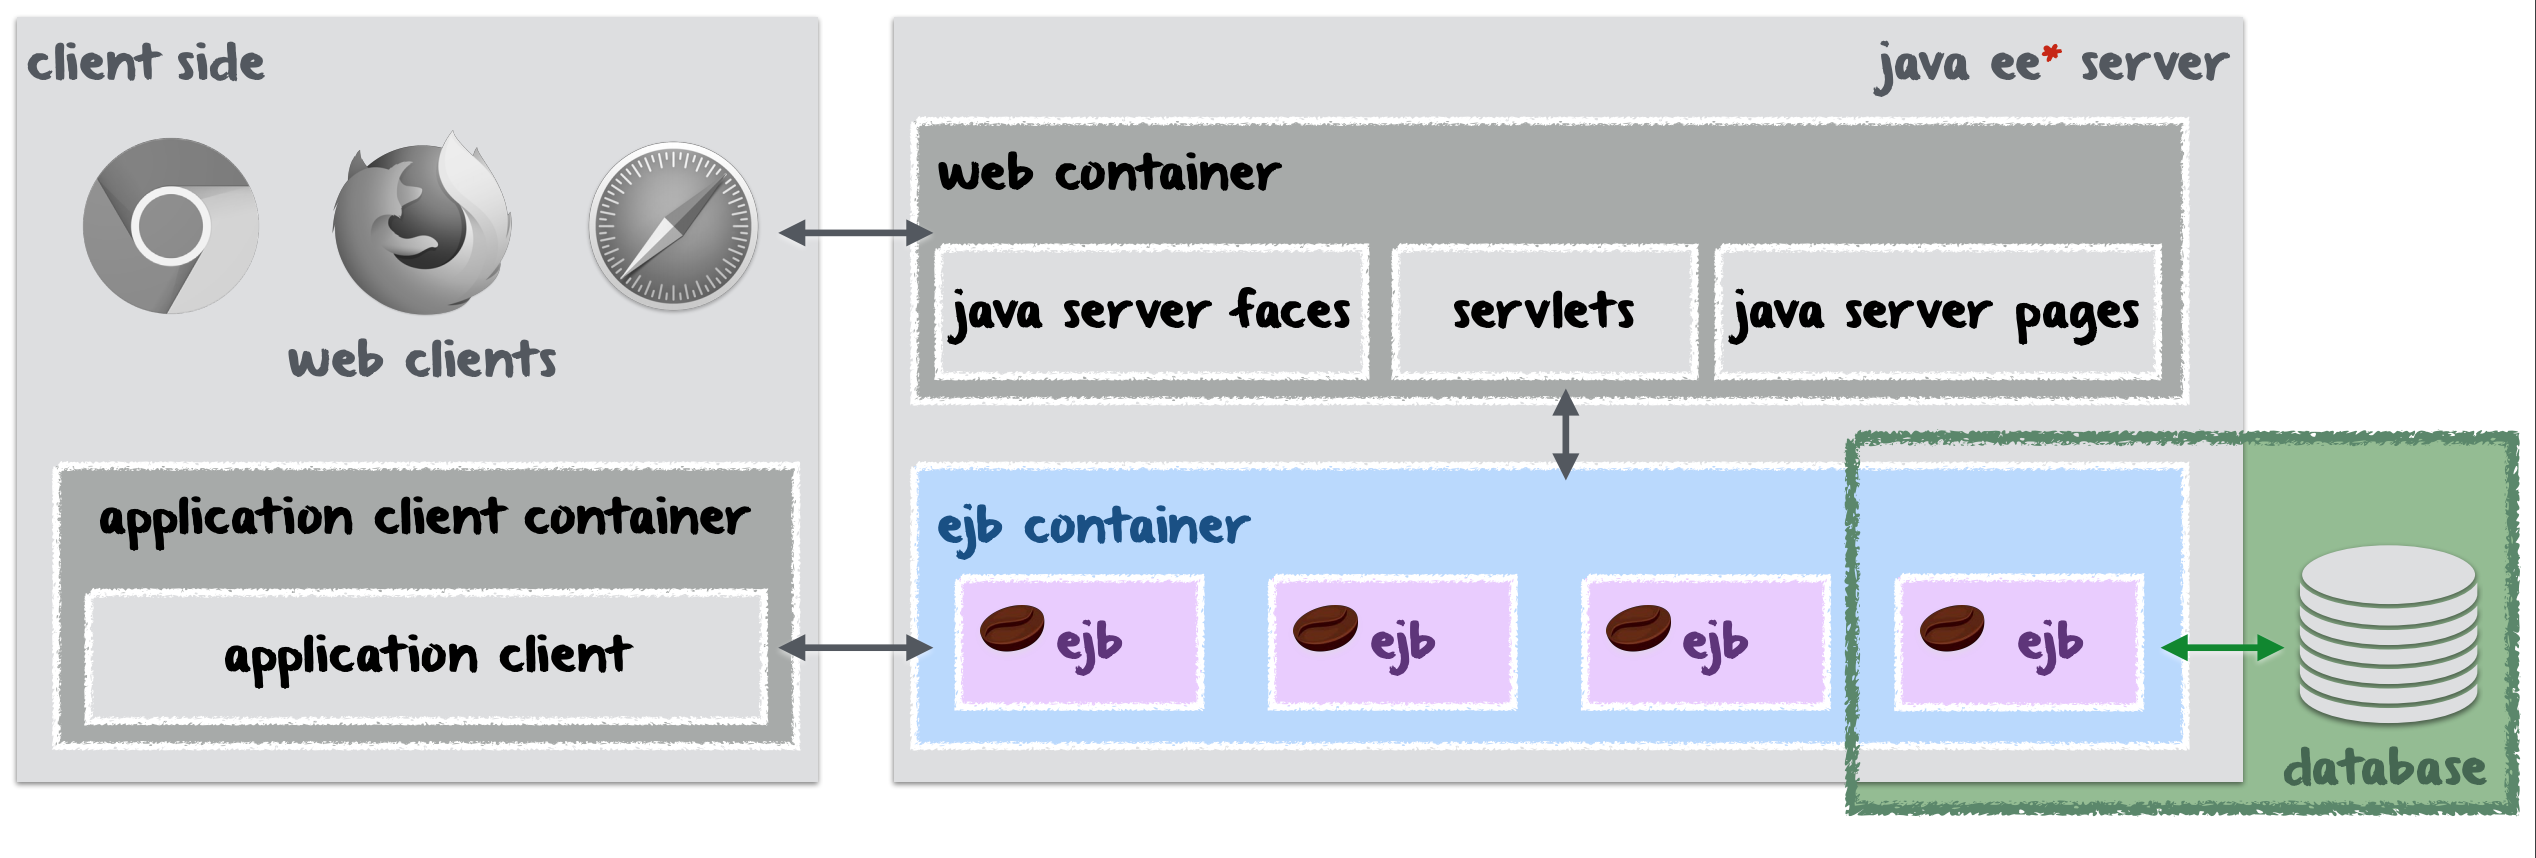 client side
web clients
application client container
application client
java ee* server
web container
java server faces
servlets
java server pages
ejb container
ejb
ejb
ejb
ejb
database